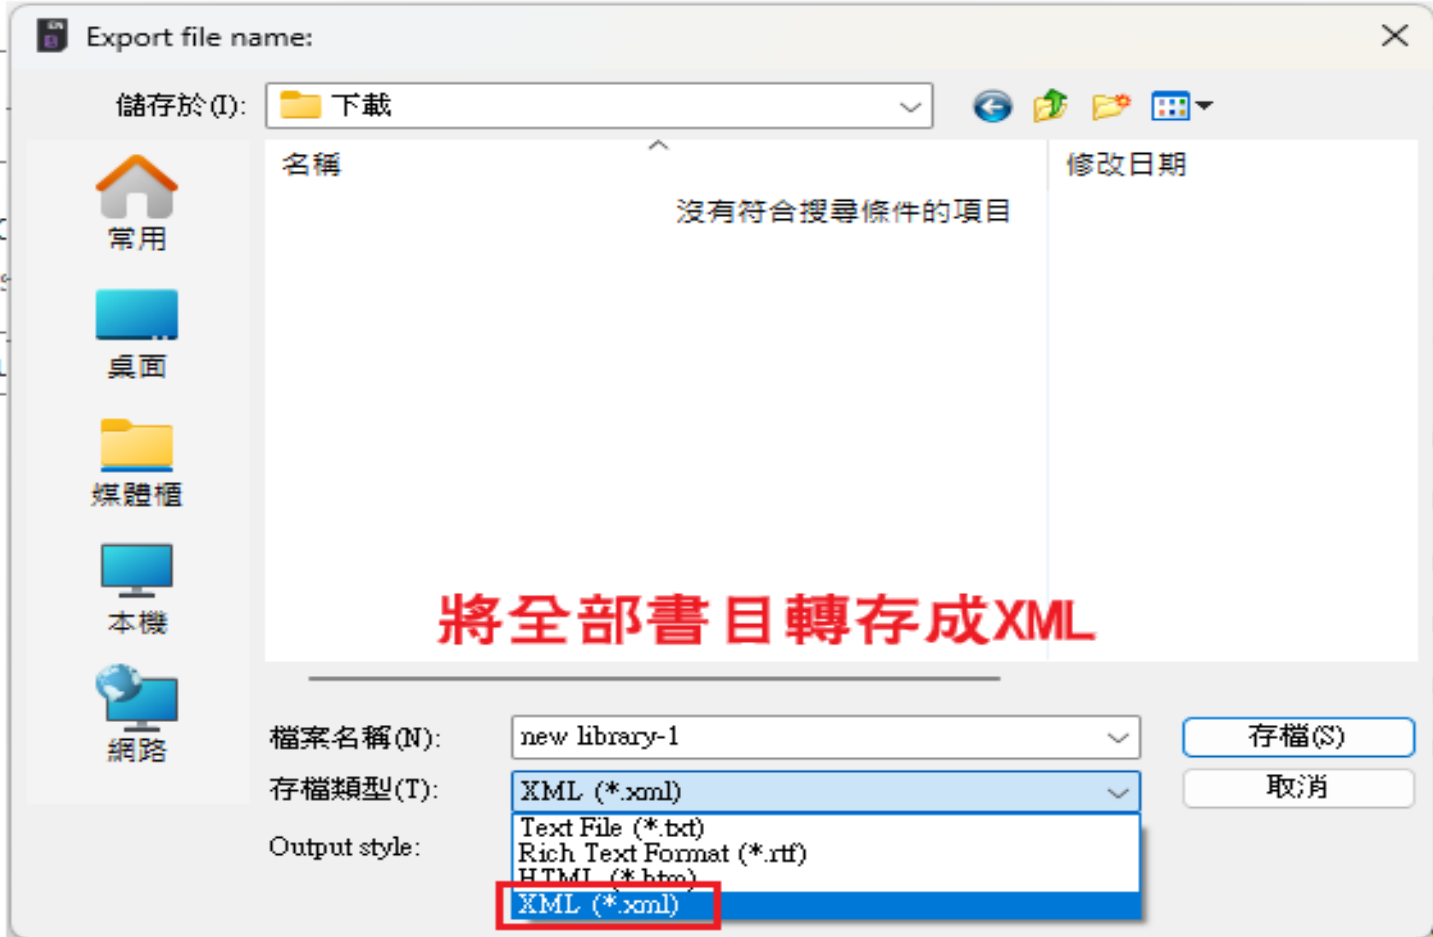 EN
Export file name:
儲存於(I):
下載
名稱
修改日期
沒有符合搜尋條件的項目
常用
桌面
媒體櫃
本機
網路
將全部書目轉存成XML
檔案名稱(N):
new library-1
存檔(S)
存檔類型(T):
XML (*.xml)
取消
Text File (*.txt)
Output style:
Rich Text Format (*.rtf)
HTML (*.htm)
XML (*.xml)